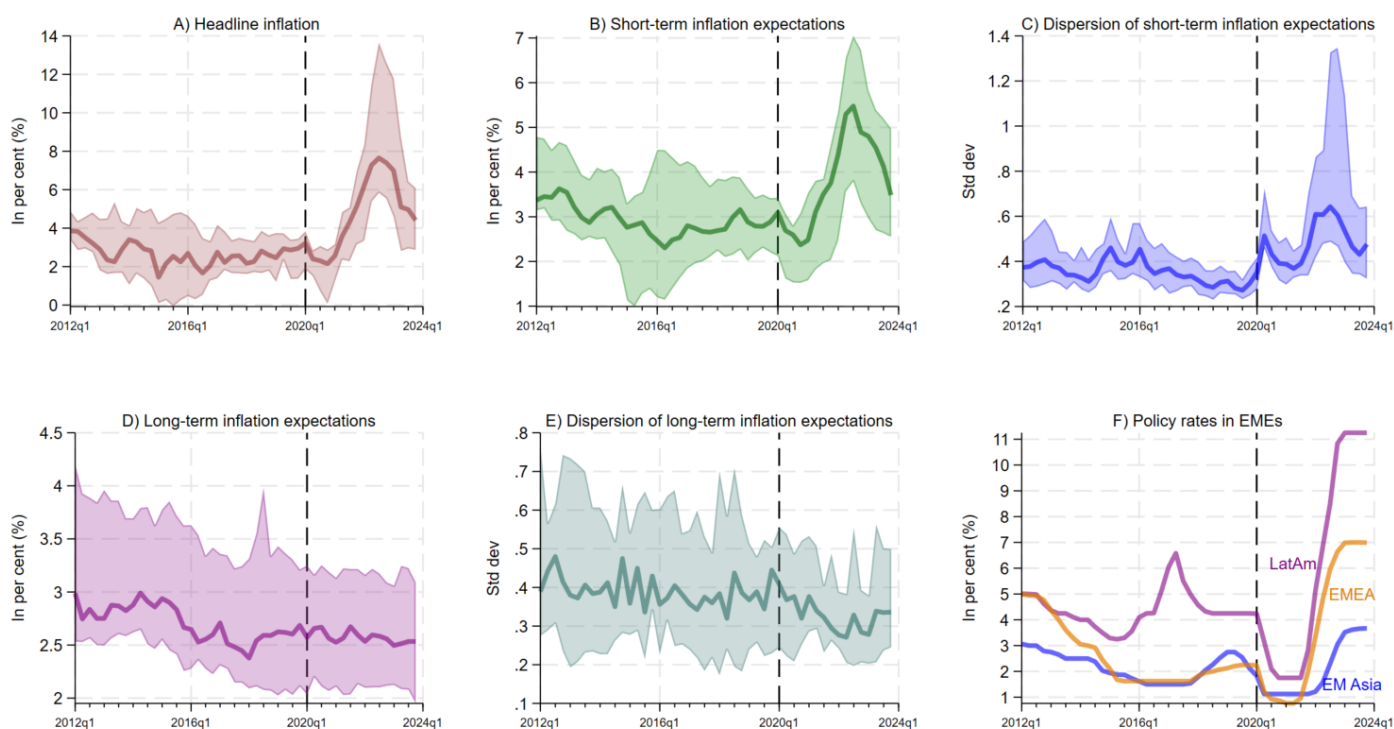 A) Headline inflation
In per cent (%)
14
12
10
8
6
4
2
0
2012q1 2016q1 2020q1 2024q1
B) Short-term inflation expectations
In per cent (%)
7
6
5
4
3
2
1
2012q1 2016q1 2020q1 2024q1
C) Dispersion of short-term inflation expectations
Std dev
1.4
1.2
1
.8
.6
.4
.2
2012q1 2016q1 2020q1 2024q1
D) Long-term inflation expectations
In per cent (%)
4.5
4
3.5
3
2.5
2
2012q1 2016q1 2020q1 2024q1
E) Dispersion of long-term inflation expectations
Std dev
.8
.7
.6
.5
.4
.3
.2
.1
2012q1 2016q1 2020q1 2024q1
F) Policy rates in EMEs
In per cent (%)
11
10
9
8
7
6
5
4
3
2
1
LatAm
EMEA
EM Asia
2012q1 2016q1 2020q1 2024q1